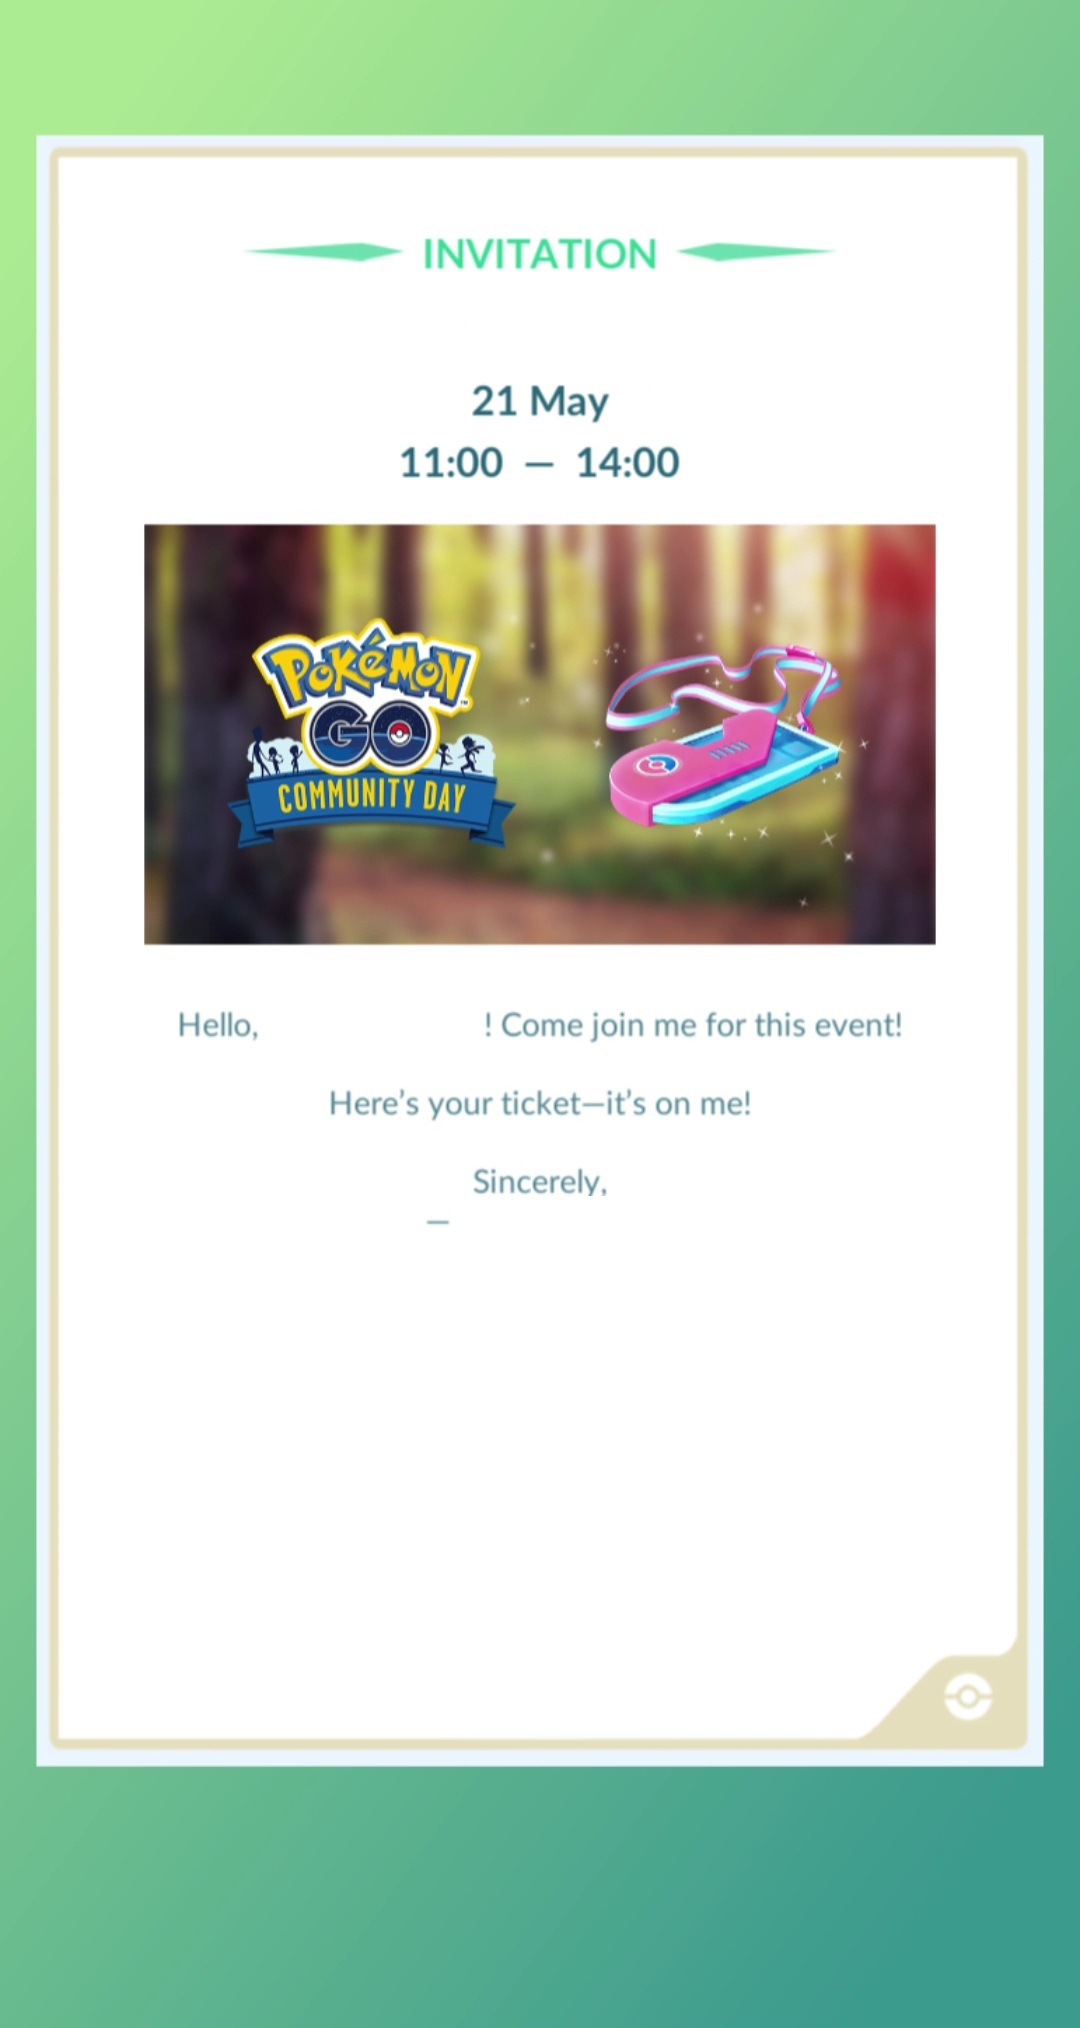 INVITATION
21 May
11:00 — 14:00
POKéMON
GO
COMMUNITY DAY
Hello, ! Come join me for this event!
Here’s your ticket—it’s on me!
Sincerely,
—